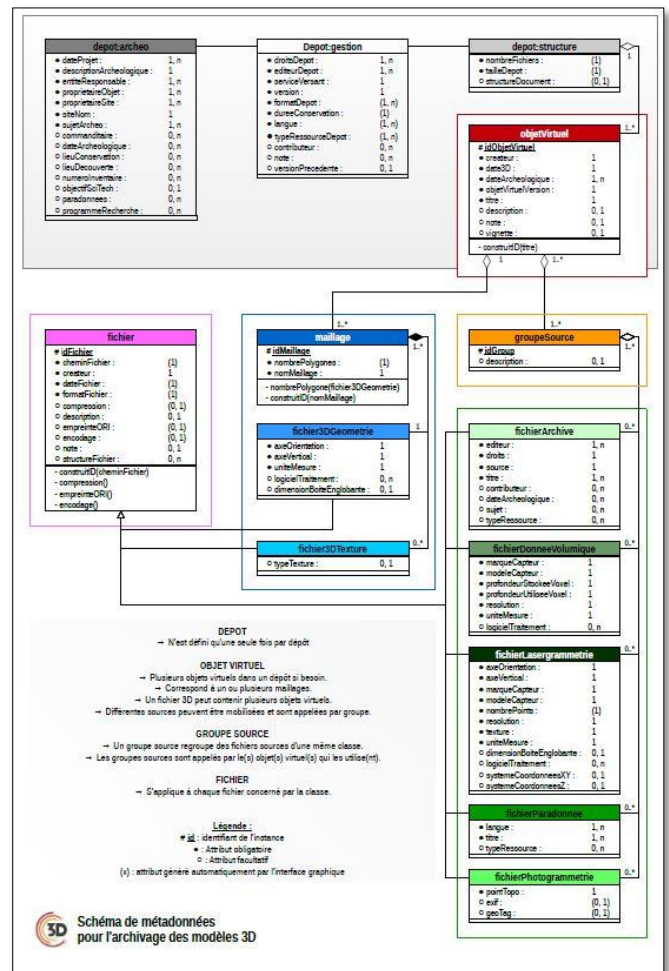 depot:archeo
● dateProjet : 1, n
● descriptionArcheologique : 1
● entiteResponsable : 1, n
● proprietaireObjet : 1, n
● proprietaireSite : 1, n
● siteNom : 1
● sujetArcheo : 1, n
○ commanditaire : 0, n
○ dateArcheologique : 0, n
○ lieuConservation : 0, n
○ lieuDecouverte : 0, n
○ numeroInventaire : 0, n
○ objectifSciTech : 0, 1
○ paradonnees : 0, n
○ programmeRecherche : 0, n
Depot:gestion
● droitsDepot : 1, n
● editeurDepot : 1, n
● serviceVersant : 1
● version : 1
● formatDepot : (1, n)
● dureeConservation : (1)
● langue : (1, n)
● typeRessourceDepot : (1, n)
○ contributeur : 0, n
○ note : 0, n
○ versionPrecedente : 0, 1
depot:structure
● nombreFichiers : (1)
● tailleDepot : (1)
○ structureDocument : (0, 1)
1
1..*
objetVirtuel
# idObjetVirtuel
● createur : 1
● date3D : 1
● dateArcheologique : 1, n
● objetVirtuelVersion : 1
● titre : 1
○ description : 0, 1
○ note : 0, 1
○ vignette : 0, 1
- construitID(titre)
1
1..*
fichier
# idFichier
● cheminFichier : (1)
● createur : 1
● dateFichier : (1)
● formatFichier : (1)
○ compression : (0, 1)
○ description : 0, 1
○ empreinteORI : (0, 1)
○ encodage : (0, 1)
○ note : 0, 1
○ structureFichier : 0, n
- construitID(cheminFichier)
- compression()
- empreinteORI()
- encodage()
1..*
maillage
1..*
# idMaillage
● nombrePolygones : (1)
● nomMaillage : 1
- nombrePolygone(fichier3DGeometrie)
- construitID(nomMaillage)
1
fichier3DGeometrie
● axeOrientation : 1
● axeVertical : 1
● uniteMesure : 1
○ logicielTraitement : 0, n
○ dimensionBoiteEnglobante : 0, 1
0..*
fichier3DTexture
○ typeTexture : 0, 1
1..*
groupeSource
1..*
# idGroup
○ description : 0, 1
0..*
fichierArchive
● editeur : 1, n
● droits : 1
● source : 1
● titre : 1, n
○ contributeur : 0, n
○ dateArcheologique : 0, n
○ sujet : 0, n
○ typeRessource : 0, n
0..*
fichierDonneeVolumique
● marqueCapteur : 1
● modeleCapteur : 1
● profondeurStockeeVoxel : 1
● profondeurUtiliseeVoxel : 1
● resolution : 1
● uniteMesure : 1
○ logicielTraitement : 0, n
0..*
fichierLasergrammetrie
● axeOrientation : 1
● axeVertical : 1
● marqueCapteur : 1
● modeleCapteur : 1
● nombrePoints : (1)
● resolution : 1
● texture : 1
● uniteMesure : 1
○ dimensionBoiteEnglobante : 0, 1
○ logicielTraitement : 0, n
○ systemeCoordonneesXY : 0, 1
○ systemeCoordonneesZ : 0, 1
0..*
fichierParadonnee
● langue : 1, n
● titre : 1, n
○ typeRessource : 0, n
0..*
fichierPhotogrammetrie
● pointTopo : 1
○ exif : (0, 1)
○ geoTag : (0, 1)
DEPOT
→ N'est défini qu'une seule fois par dépôt
OBJET VIRTUEL
→ Plusieurs objets virtuels dans un dépôt si besoin.
→ Correspond à un ou plusieurs maillages.
→ Un fichier 3D peut contenir plusieurs objets virtuels.
→ Différentes sources peuvent être mobilisées et sont appelées par groupe.
GROUPE SOURCE
→ Un groupe source regroupe des fichiers sources d'une même classe.
→ Les groupes sources sont appelés par le(s) objet(s) virtuel(s) qui les utilise(nt).
FICHIER
→ S'applique à chaque fichier concerné par la classe.
Légende :
# id : identifiant de l'instance
● : Attribut obligatoire
○ : Attribut facultatif
(x) : attribut généré automatiquement par l'interface graphique
3D
Schéma de métadonnées
pour l'archivage des modèles 3D